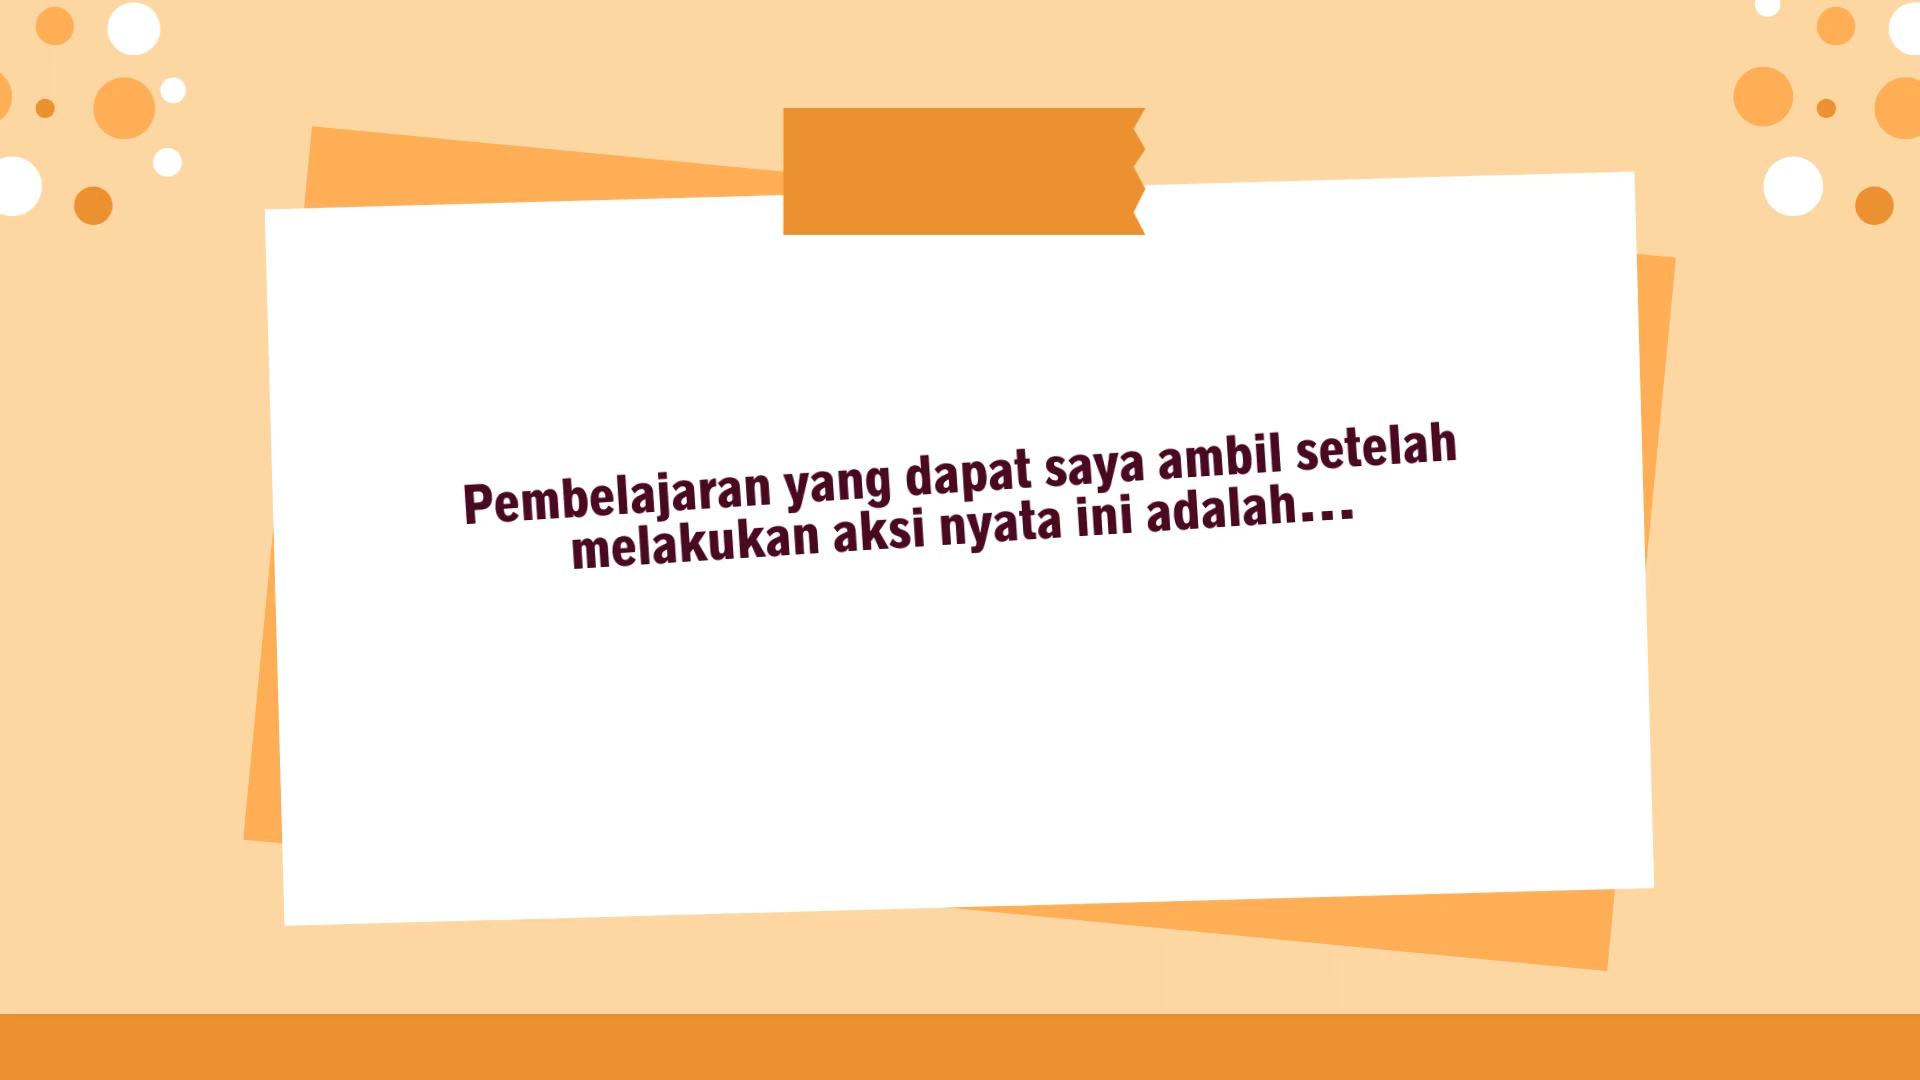 Pembelajaran yang dapat saya ambil setelah
melakukan aksi nyata ini adalah...